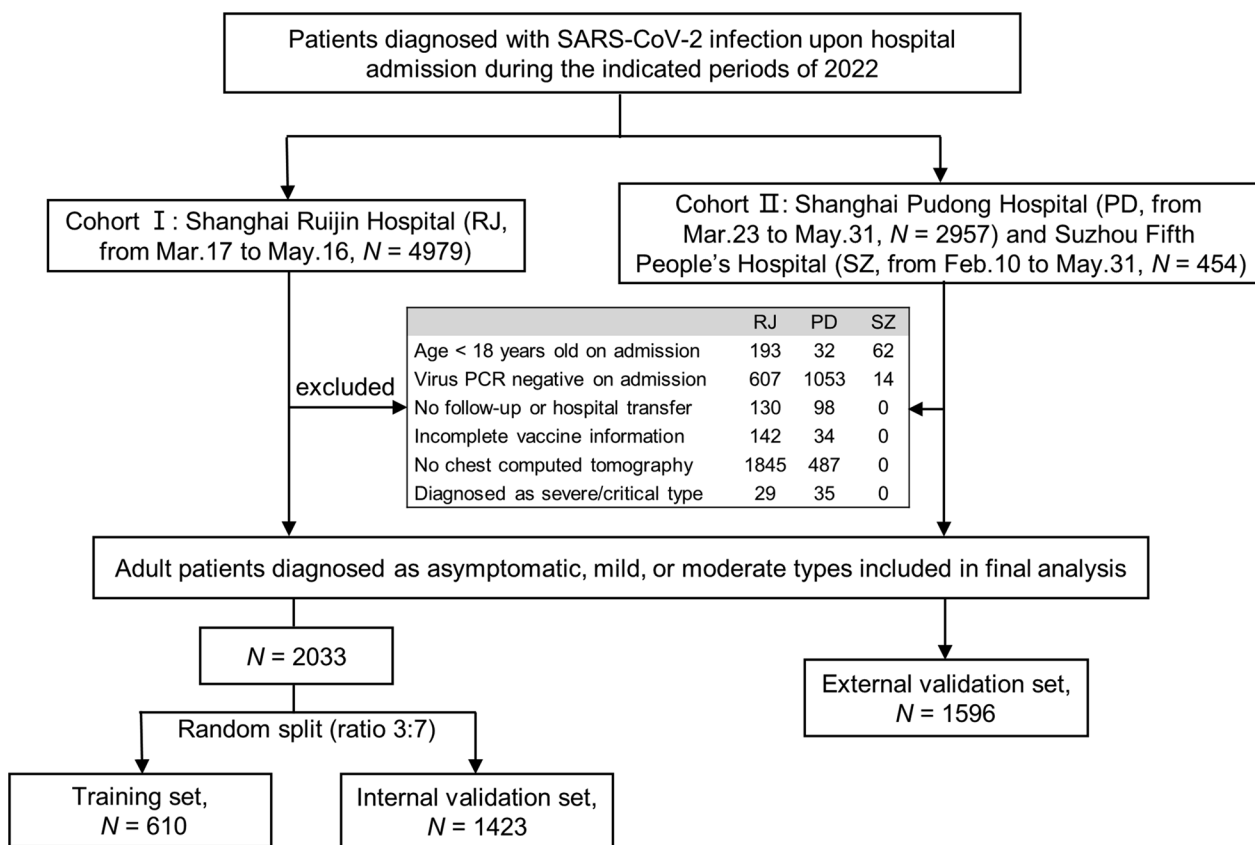 Patients diagnosed with SARS-CoV-2 infection upon hospital
admission during the indicated periods of 2022
Cohort Ⅰ: Shanghai Ruijin Hospital (RJ,
from Mar.17 to May.16, N = 4979)
Cohort Ⅱ: Shanghai Pudong Hospital (PD, from
Mar.23 to May.31, N = 2957) and Suzhou Fifth
People's Hospital (SZ, from Feb.10 to May.31, N = 454)
excluded
RJ PD SZ
Age < 18 years old on admission 193 32 62
Virus PCR negative on admission 607 1053 14
No follow-up or hospital transfer 130 98 0
Incomplete vaccine information 142 34 0
No chest computed tomography 1845 487 0
Diagnosed as severe/critical type 29 35 0
Adult patients diagnosed as asymptomatic, mild, or moderate types included in final analysis
N = 2033
Random split (ratio 3:7)
Training set,
N = 610
Internal validation set,
N = 1423
External validation set,
N = 1596